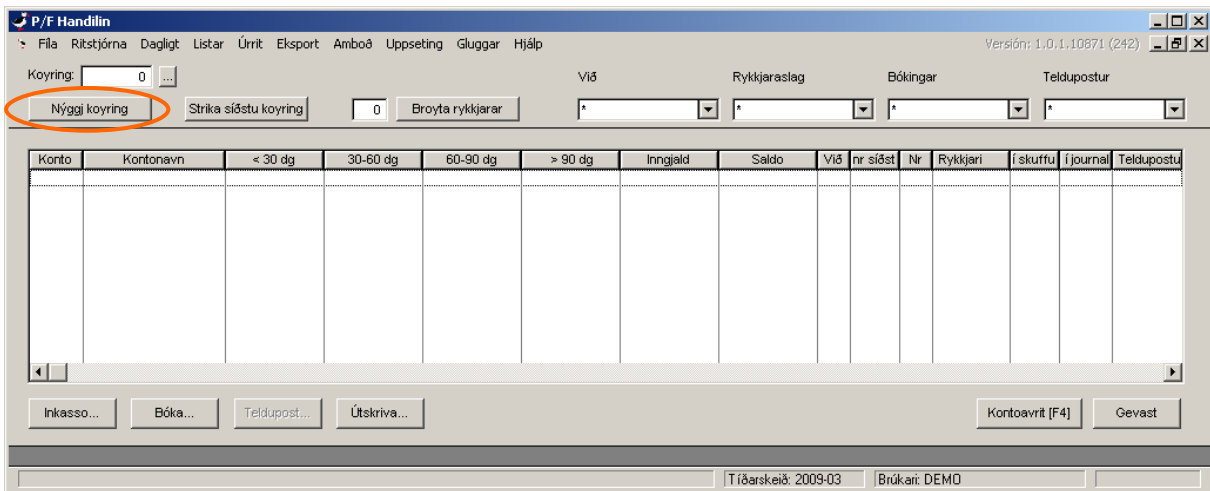 P/F Handilin
Fíla Ritstjórna Dagligt Listar Úrrit Eksport Amboð Uppseting Gluggar Hjálp Versión: 1.0.1.10871 (242)
Koyring: 0 ... Við Rykkjaraslag Bókingar Teldupostur
Nýggj koyring Strika síðstu koyring 0 Broyta rykkjarar * * * *
Konto Kontonavn < 30 dg 30-60 dg 60-90 dg > 90 dg Inngjald Saldo Við nr síðst Nr Rykkjari í skuffu í journal Teldupostu
Inkasso... Bóka... Teldupost... Útskriva... Kontoavrit [F4] Gevast
Tíðarskeið: 2009-03 Brúkari: DEMO